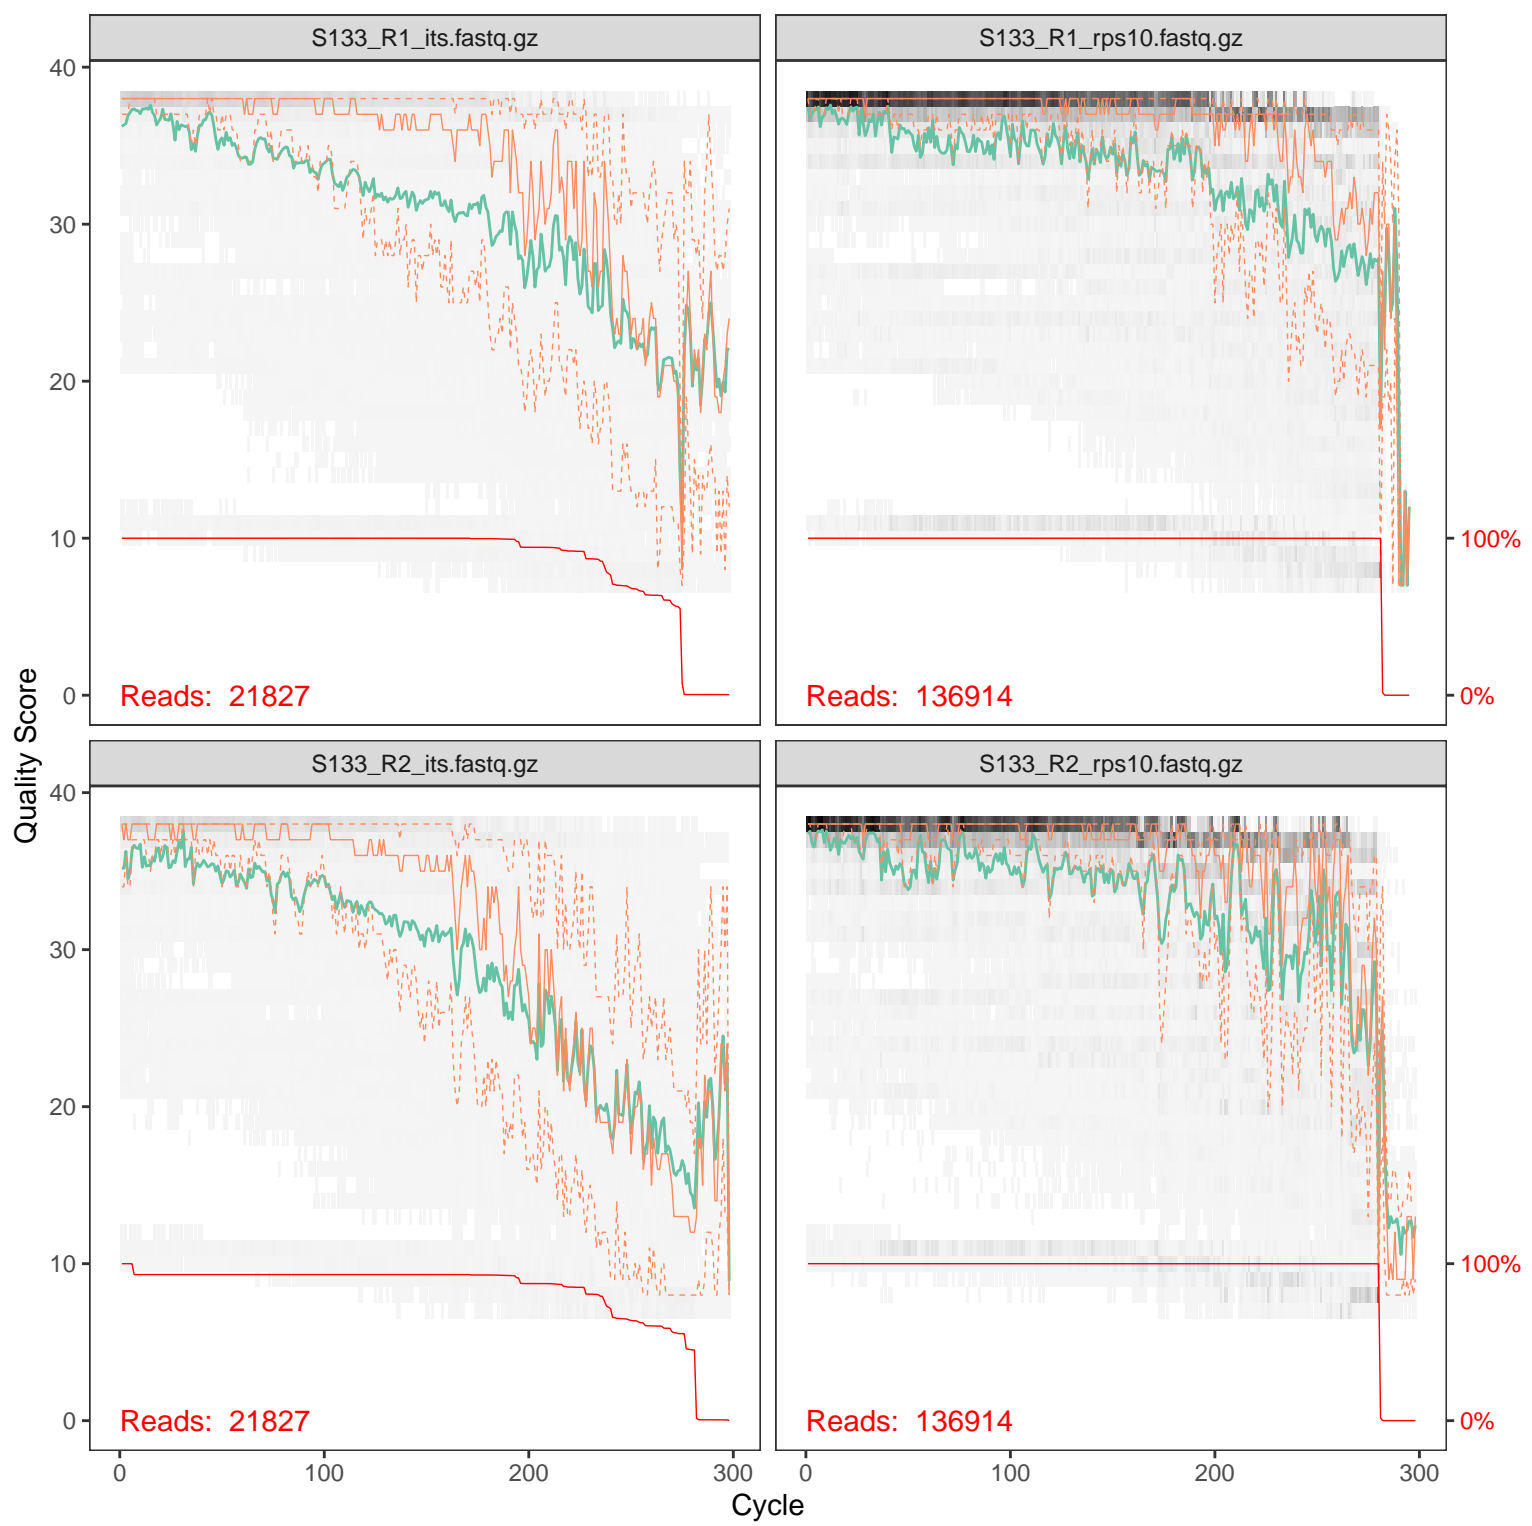 S133_R1_its.fastq.gz
S133_R1_rps10.fastq.gz
40
30
20
10
0
100%
0%
Reads: 21827
Reads: 136914
Quality Score
S133_R2_its.fastq.gz
S133_R2_rps10.fastq.gz
40
30
20
10
0
100%
0%
Reads: 21827
Reads: 136914
0 100 200 300
0 100 200 300
Cycle